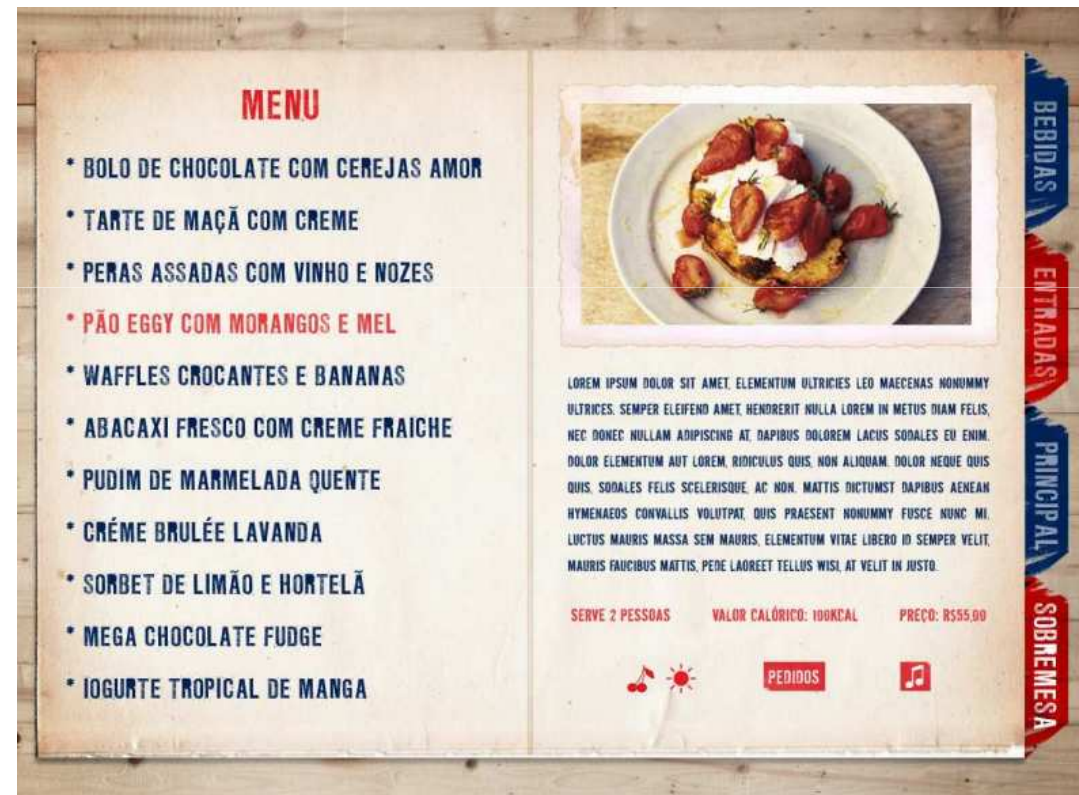 MENU
* BOLO DE CHOCOLATE COM CEREJAS AMOR
* TARTE DE MAÇÃ COM CREME
* PERAS ASSADAS COM VINHO E NOZES
* PÃO EGGY COM MORANGOS E MEL
* WAFFLES CROCANTES E BANANAS
* ABACAXI FRESCO COM CREME FRAICHE
* PUDIM DE MARMELADA QUENTE
* CRÉME BRULÉE LAVANDA
* SORBET DE LIMÃO E HORTELÃ
* MEGA CHOCOLATE FUDGE
* IOGURTE TROPICAL DE MANGA
LOREM IPSUM DOLOR SIT AMET, ELEMENTUM ULTRICIES LEO MAECENAS NONUMMY
ULTRICES. SEMPER ELEIFEND AMET, HENDRERIT NULLA LOREM IN METUS DIAM FELIS,
NEC DONEC NULLAM ADIPISCING AT, DAPIBUS DOLOREM LACUS SODALES EU ENIM.
DOLOR ELEMENTUM AUT LOREM, RIDICULUS QUIS, NON ALIQUAM. DOLOR NEQUE QUIS
QUIS, SODALES FELIS SCELERISQUE, AC NON. MATTIS DICTUMST DAPIBUS AENEAN
HYMENAEOS CONVALLIS VOLUTPAT, QUIS PRAESENT NONUMMY FUSCE NUNC MI.
LUCTUS MAURIS MASSA SEM MAURIS, ELEMENTUM VITAE LIBERO ID SEMPER VELIT,
MAURIS FAUCIBUS MATTIS, PEDE LAOREET TELLUS WISI, AT VELIT IN JUSTO.
SERVE 2 PESSOAS VALOR CALÓRICO: 100KCAL PREÇO: R$55,00
PEDIDOS
BEBIDAS
ENTRADAS
PRINCIPAL
SOBREMESA